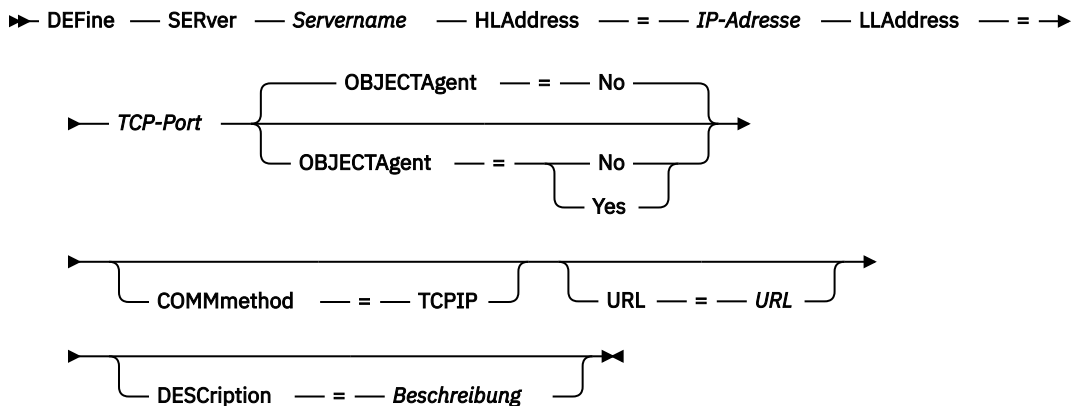 DEFine SERver Servername HLAddress = IP-Adresse LLAddress =
OBJECTAgent = No
TCP-Port
OBJECTAgent = No
Yes
COMMmethod = TCPIP URL = URL
DESCription = Beschreibung